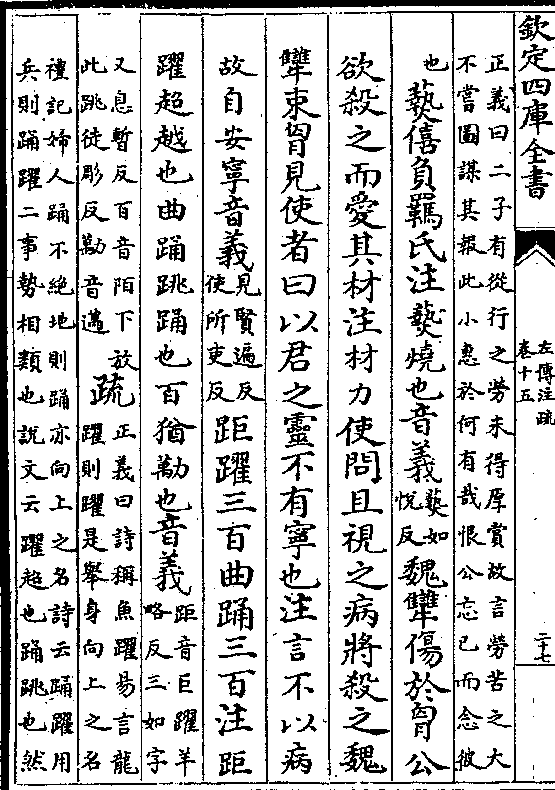 欽定四庫全書
左傳注疏
卷十五
二十七
正義曰二子有從行之勞未得厚賞故言勞苦之大
不嘗圖謀其報此小惠於何有哉恨公忘已而念彼
也爇僖負羈氏注爇燒也音義爇如悅反魏犫傷於胷公
欲殺之而愛其材注材力使問且視之病將殺之魏
犫束胷見使者曰以君之靈不有寧也注言不以病
故自安寧音義見賢遍反使所吏反距躍三百曲踊三百注距
躍超越也曲踊跳踊也百猶勱也音義距音巨躍羊略反三如字
又息暫反百音陌下放此跳徒彫反勱音邁疏正義曰詩稱魚躍易言龍躍則躍是舉身向上之名
禮記婦人踊不絶地則踊亦向上之名詩云踊躍用
兵則踊躍二事勢相類也說文云躍超也踊跳也然